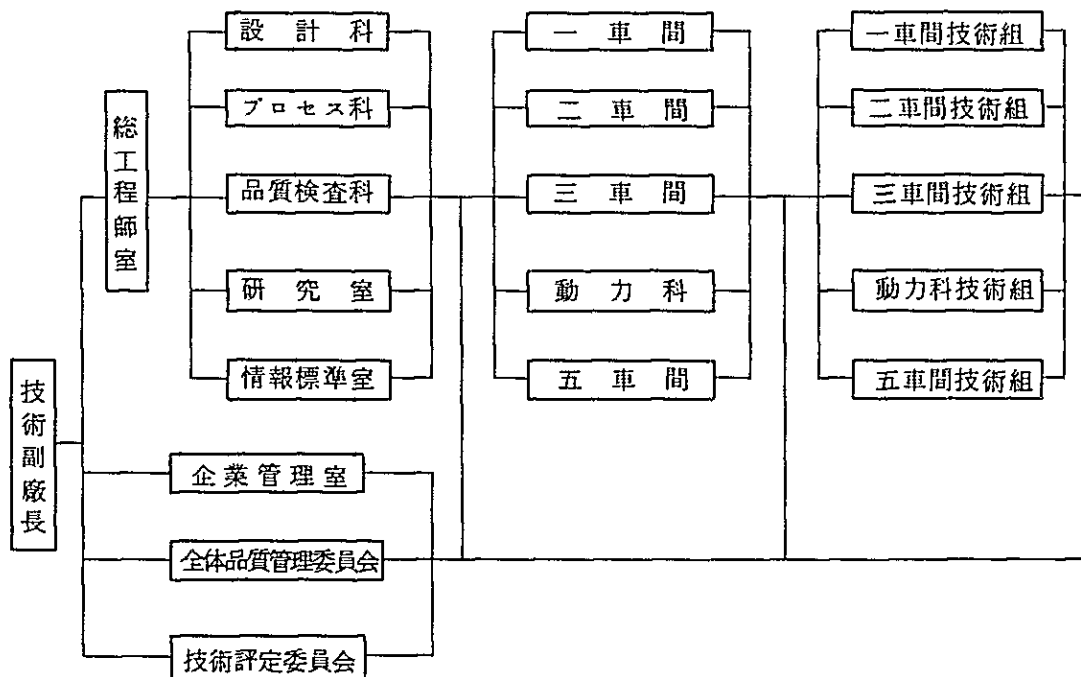 設計科
プロセス科
品質検査科
研究室
情報標準室
総工程師室
一車間
二車間
三車間
動力科
五車間
一車間技術組
二車間技術組
三車間技術組
動力科技術組
五車間技術組
技術副廠長
企業管理室
全体品質管理委員会
技術評定委員会